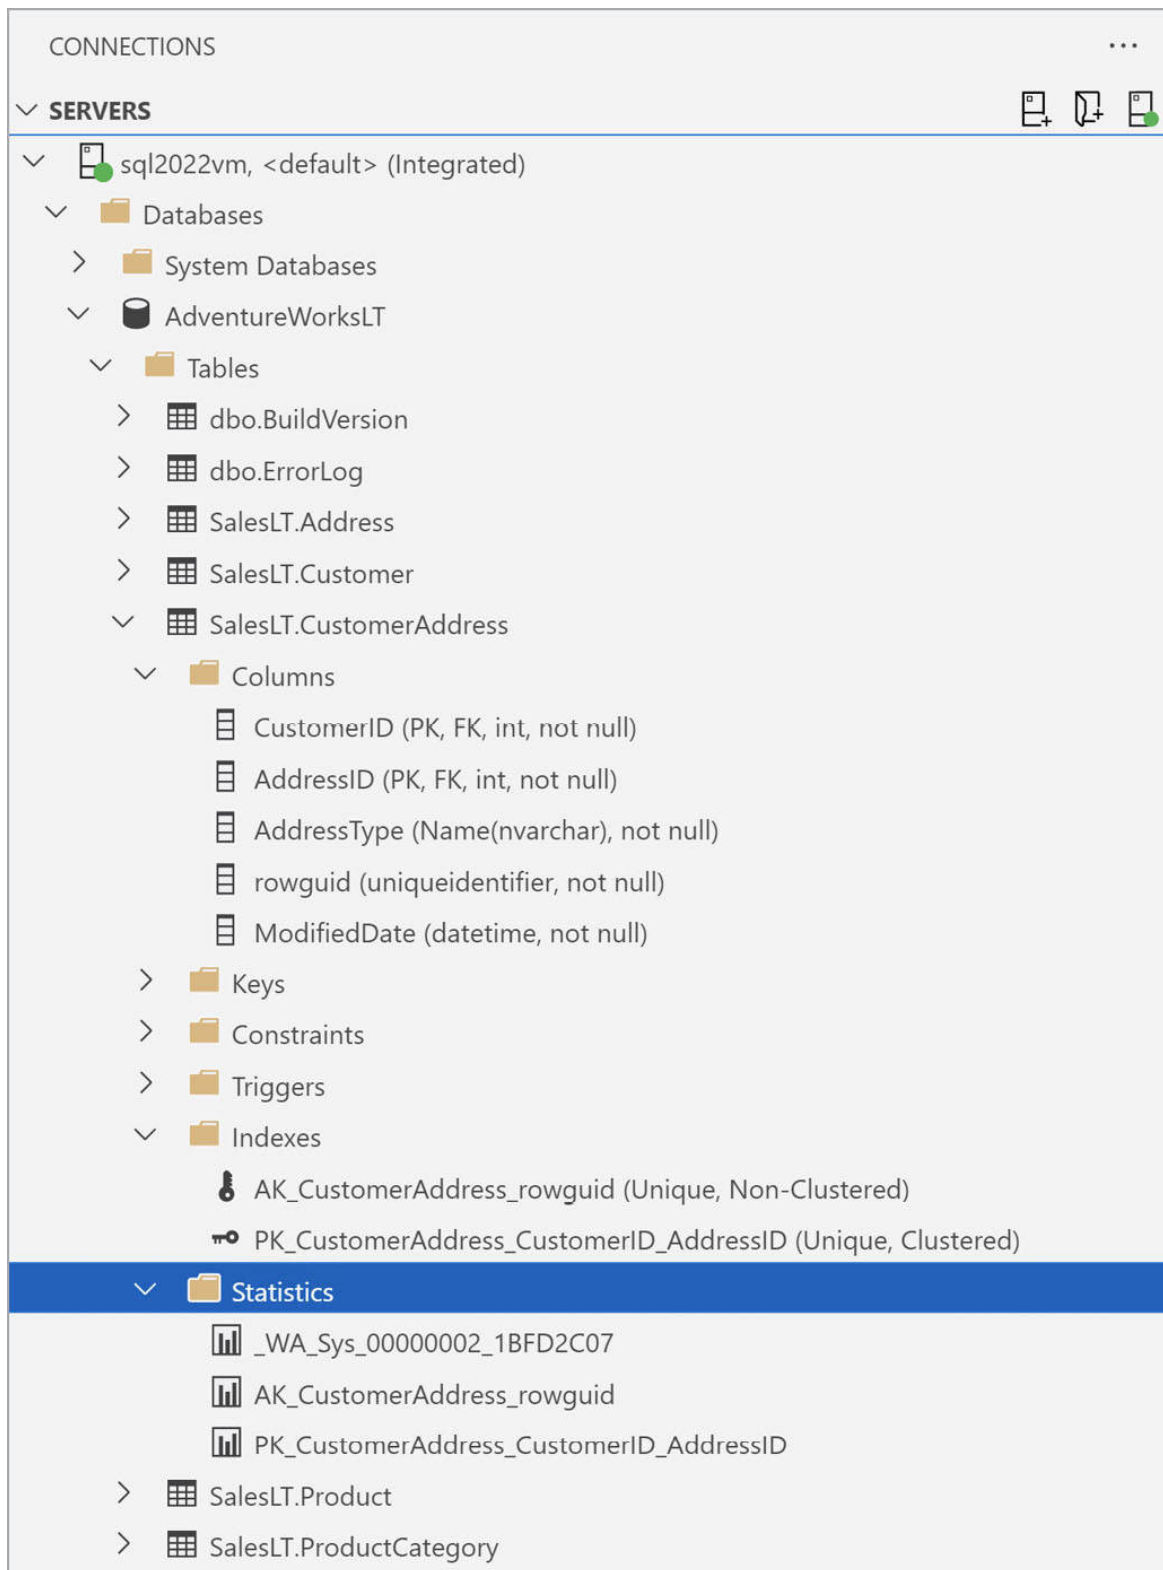 CONNECTIONS
SERVERS
sql2022vm, <default> (Integrated)
Databases
System Databases
AdventureWorksLT
Tables
dbo.BuildVersion
dbo.ErrorLog
SalesLT.Address
SalesLT.Customer
SalesLT.CustomerAddress
Columns
CustomerID (PK, FK, int, not null)
AddressID (PK, FK, int, not null)
AddressType (Name(nvarchar), not null)
rowguid (uniqueidentifier, not null)
ModifiedDate (datetime, not null)
Keys
Constraints
Triggers
Indexes
AK_CustomerAddress_rowguid (Unique, Non-Clustered)
PK_CustomerAddress_CustomerID_AddressID (Unique, Clustered)
Statistics
_WA_Sys_00000002_1BFD2C07
AK_CustomerAddress_rowguid
PK_CustomerAddress_CustomerID_AddressID
SalesLT.Product
SalesLT.ProductCategory